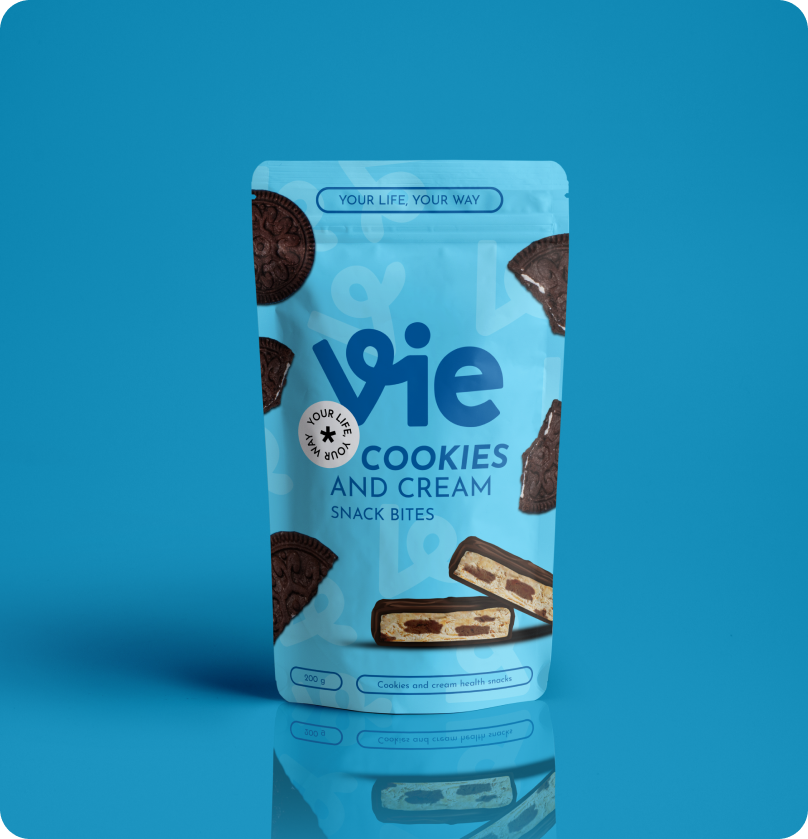 YOUR LIFE, YOUR WAY
vie
YOUR LIFE, YOUR WAY
COOKIES
AND CREAM
SNACK BITES
200 g
Cookies and cream health snacks